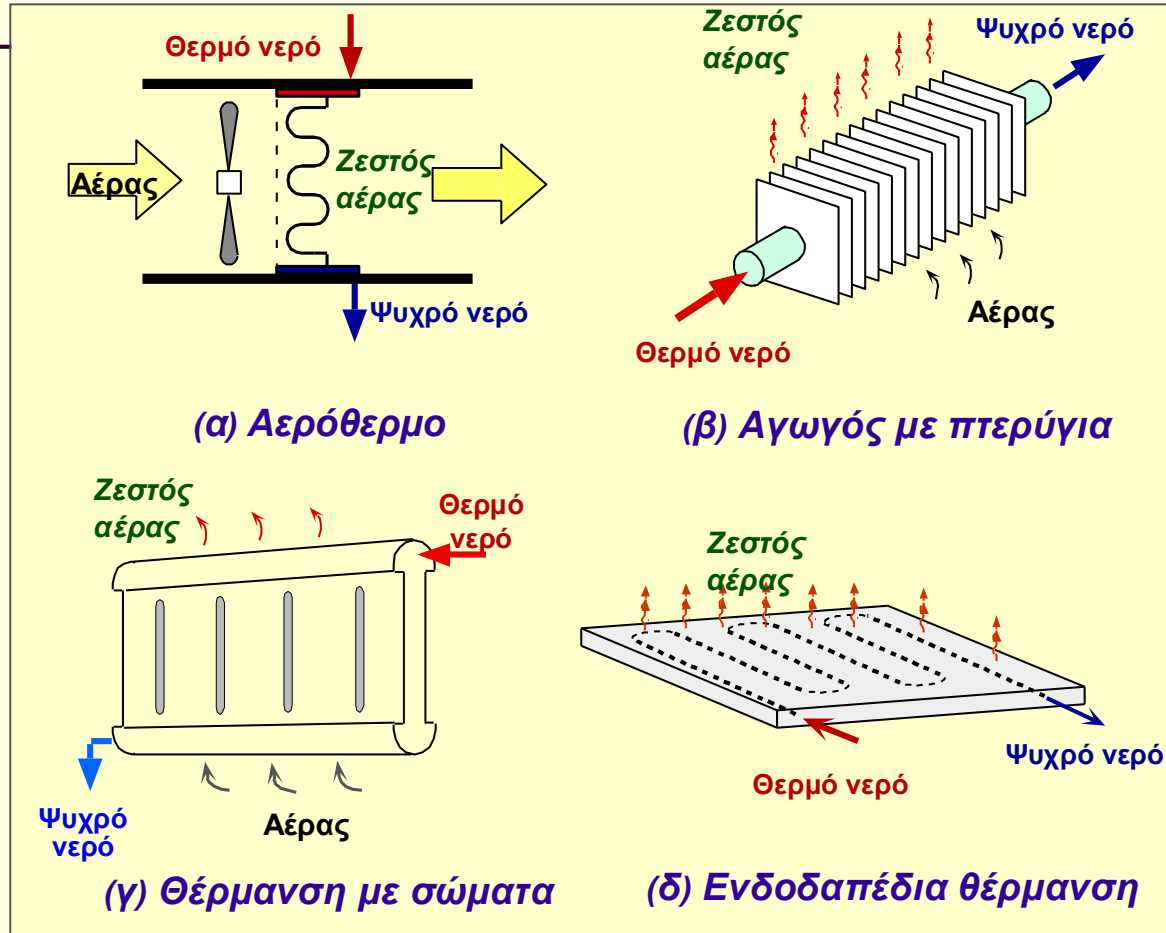 Θερμό νερό
Αέρας
Ζεστός
αέρας
Ψυχρό νερό
(α) Αερόθερμο
Ζεστός
αέρας
Ψυχρό νερό
Θερμό νερό
Αέρας
(β) Αγωγός με πτερύγια
Ζεστός
αέρας
Θερμό
νερό
Ψυχρό
νερό
Αέρας
(γ) Θέρμανση με σώματα
Ζεστός
αέρας
Θερμό νερό
Ψυχρό νερό
(δ) Ενδοδαπέδια θέρμανση